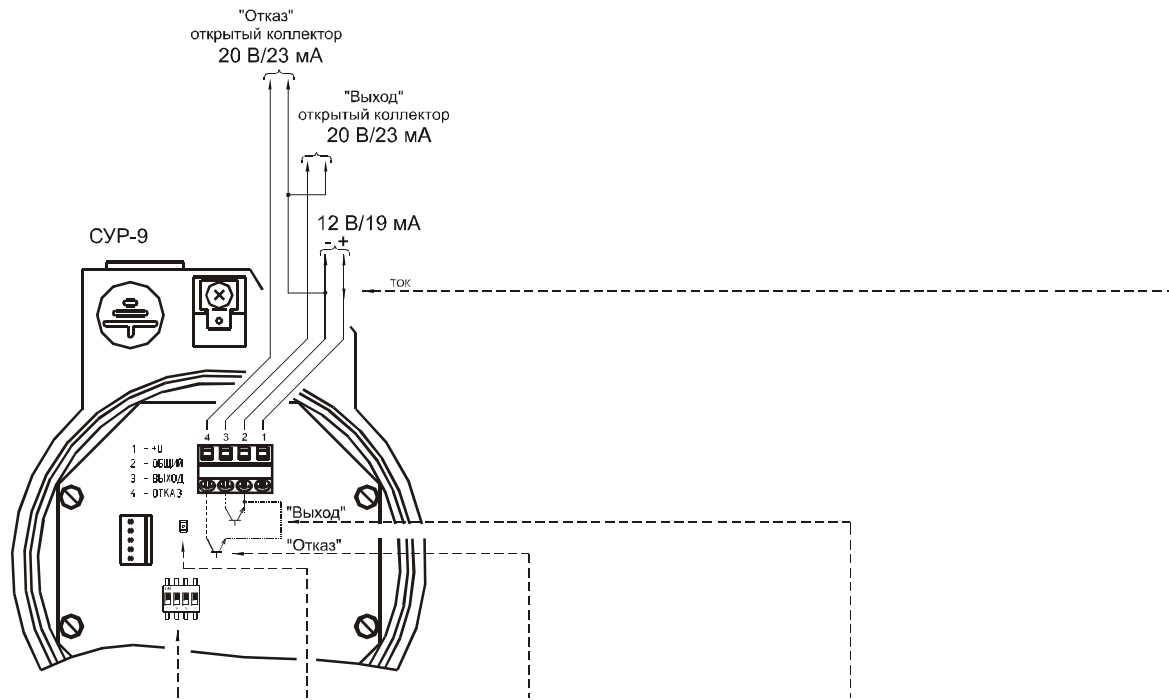 "Отказ"
открытый коллектор
20 В/23 мА
"Выход"
открытый коллектор
20 В/23 мА
12 В/19 мА
- +
СУР-9
ток
4 3 2 1
1 - +U
2 - ОБЩИЙ
3 - ВЫХОД
4 - ОТКАЗ
"Выход"
"Отказ"